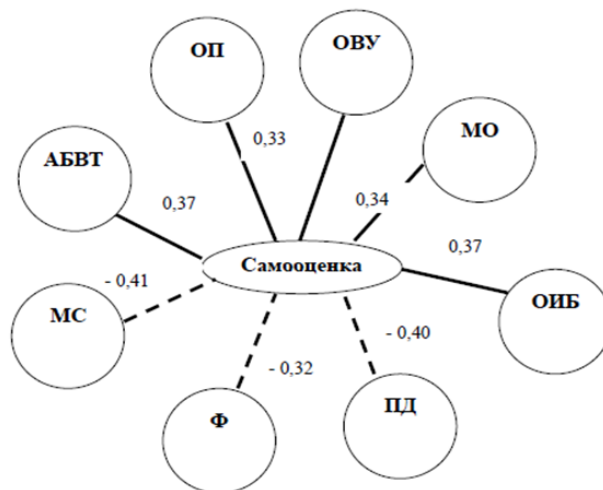 ОП
ОВУ
МО
АБВТ
0,33
0,34
0,37
0,37
Самооценка
- 0,41
МС
ОИБ
- 0,40
- 0,32
Ф
ПД